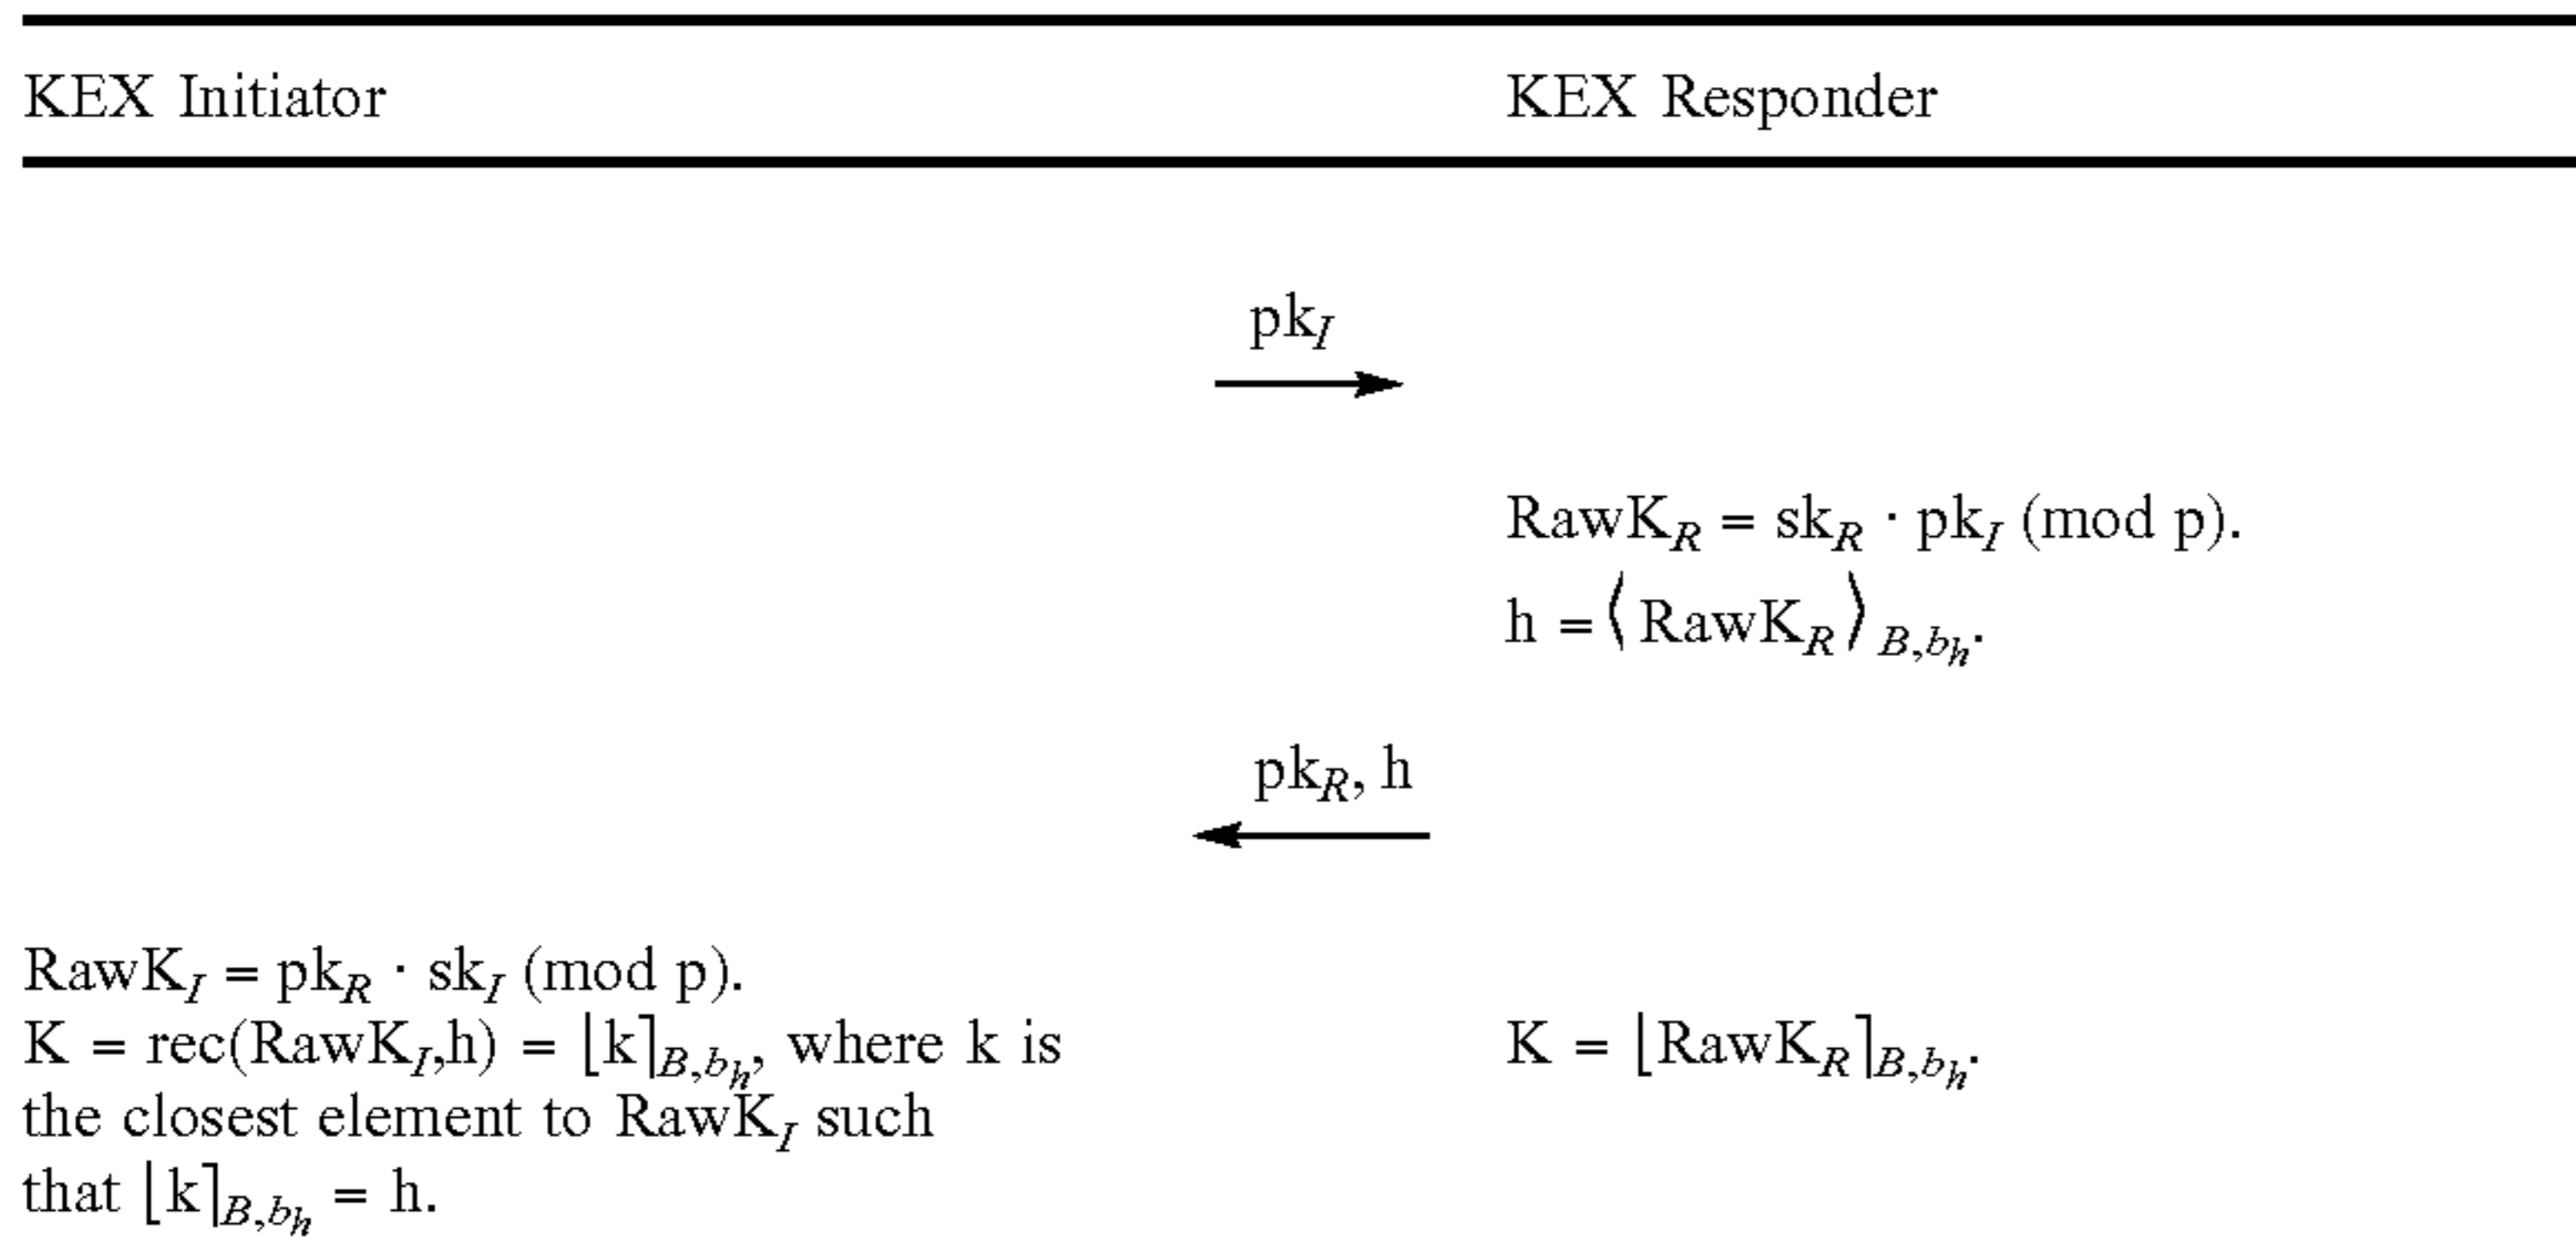 KEX Initiator KEX Responder
pk_I
RawK_R = sk_R · pk_I (mod p).
h = ⟨RawK_R⟩_{B,b_h}.
pk_R, h
RawK_I = pk_R · sk_I (mod p).
K = rec(RawK_I,h) = ⌊k⌉_{B,b_h}, where k is K = ⌊RawK_R⌉_{B,b_h}.
the closest element to RawK_I such
that ⌊k⌉_{B,b_h} = h.